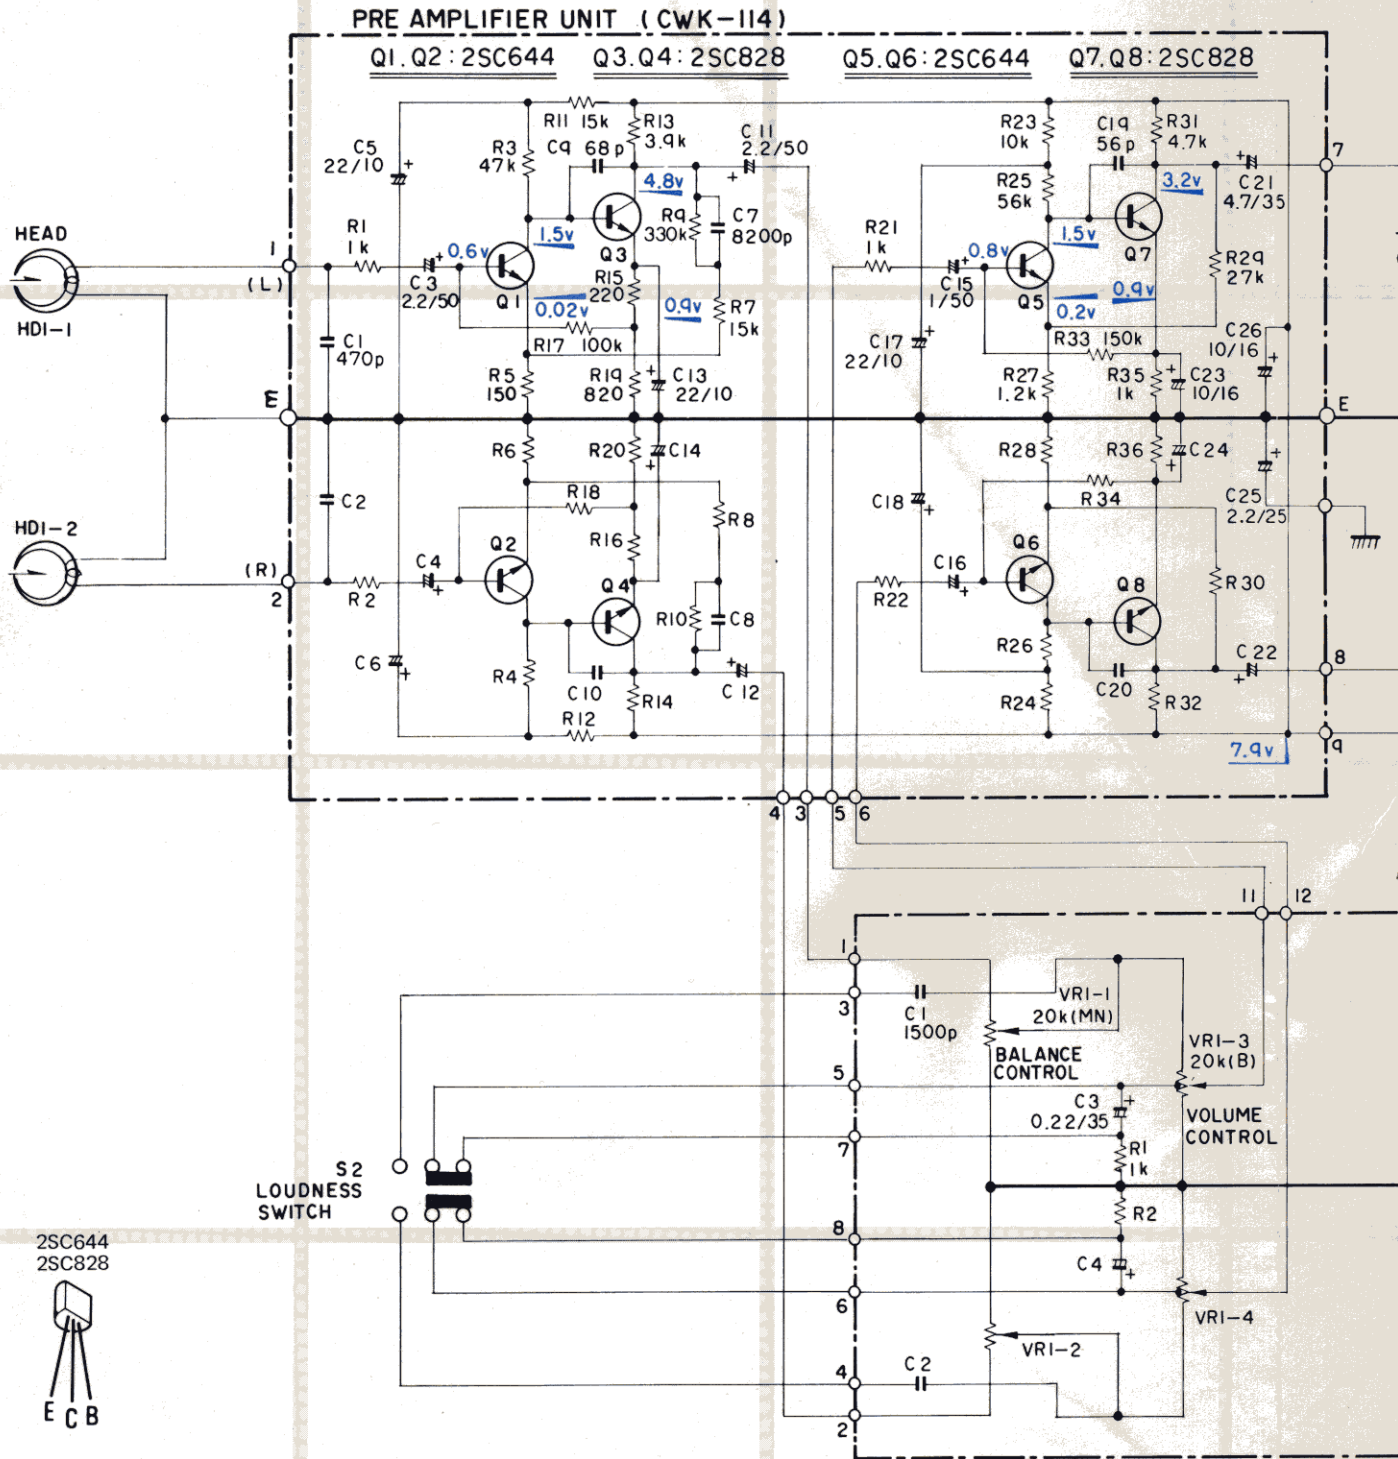 PRE AMPLIFIER UNIT (CWK-114)
Q1.Q2:2SC644
Q3.Q4:2SC828
Q5.Q6:2SC644
Q7.Q8:2SC828
R11 15k
R13
3.9k
C11
2.2/50
R23
10k
C19
56p
R31
4.7k
C5
22/10
R3
47k
C9 68p
7
4.8v
R25
56k
3.2v
C21
4.7/35
HEAD
R1
1k
0.6v
1.5v
R9
330k
C7
8200p
R21
1k
0.8v
1.5v
Q7
1
(L)
Q3
R29
27k
C3
2.2/50
Q1
R15
220
C15
1/50
Q5
0.9v
HD1-1
0.02v
0.9v
R7
15k
0.2v
C1
470p
R17 100k
C17
22/10
R33 150k
C26
10/16
R5
150
R19
820
C13
22/10
R27
1.2k
R35
1k
C23
10/16
E
E
R6
R20
C14
R28
R36
C24
C2
R18
C18
R34
C25
2.2/25
HD1-2
R8
Q2
R16
Q6
(R)
C4
C16
2
R2
Q4
R10
C8
R22
Q8
R30
C6
R4
C10
C12
R26
C20
C22
8
R14
R24
R32
R12
7.9v
9
4 3 5 6
11 12
1
3
C1
1500p
VR1-1
20k(MN)
VR1-3
20k(B)
BALANCE
CONTROL
5
C3
0.22/35
VOLUME
CONTROL
7
R1
1k
S2
LOUDNESS
SWITCH
R2
8
2SC644
2SC828
C4
6
VR1-4
VR1-2
4
C2
2
E C B